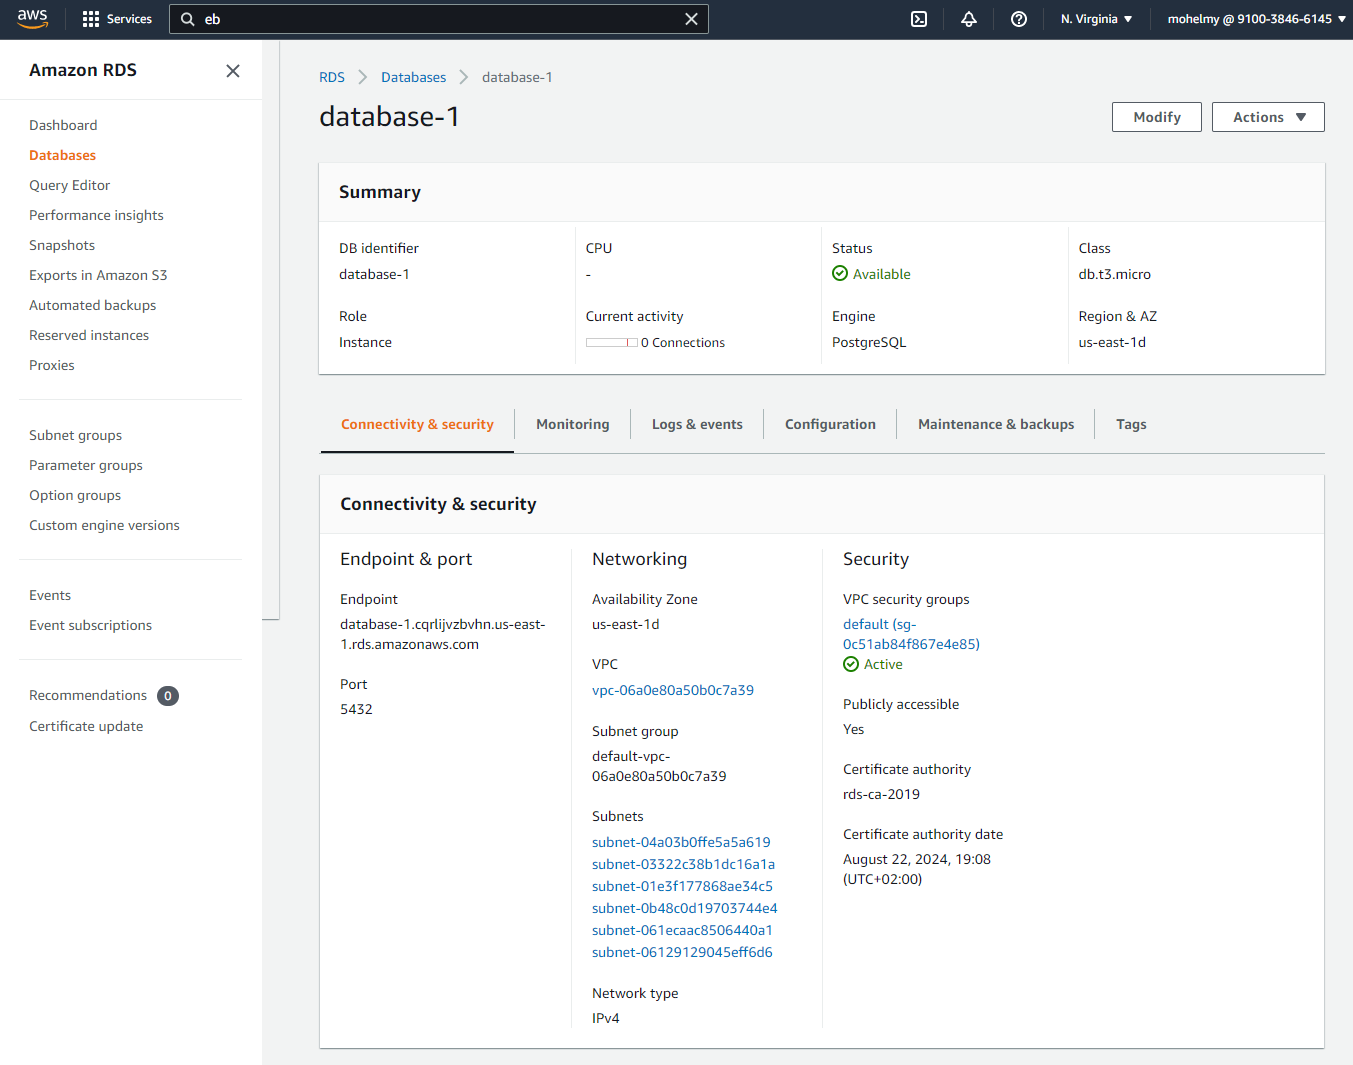 aws
Services
eb
N. Virginia
mohelmy @ 9100-3846-6145
Amazon RDS
Dashboard
Databases
Query Editor
Performance insights
Snapshots
Exports in Amazon S3
Automated backups
Reserved instances
Proxies
Subnet groups
Parameter groups
Option groups
Custom engine versions
Events
Event subscriptions
Recommendations 0
Certificate update
RDS
Databases
database-1
database-1
Modify
Actions
Summary
DB identifier
database-1
CPU
-
Status
Available
Class
db.t3.micro
Role
Instance
Current activity
0 Connections
Engine
PostgreSQL
Region & AZ
us-east-1d
Connectivity & security
Monitoring
Logs & events
Configuration
Maintenance & backups
Tags
Connectivity & security
Endpoint & port
Endpoint
database-1.cqrlijvzbvhn.us-east-
1.rds.amazonaws.com
Port
5432
Networking
Availability Zone
us-east-1d
VPC
vpc-06a0e80a50b0c7a39
Subnet group
default-vpc-
06a0e80a50b0c7a39
Subnets
subnet-04a03b0ffe5a5a619
subnet-03322c38b1dc16a1a
subnet-01e3f177868ae34c5
subnet-0b48c0d19703744e4
subnet-061ecaac8506440a1
subnet-06129129045eff6d6
Network type
IPv4
Security
VPC security groups
default (sg-
0c51ab84f867e4e85)
Active
Publicly accessible
Yes
Certificate authority
rds-ca-2019
Certificate authority date
August 22, 2024, 19:08
(UTC+02:00)